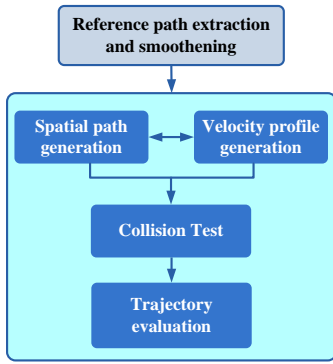 Reference path extraction
and smoothening
Spatial path
generation
Velocity profile
generation
Collision Test
Trajectory
evaluation